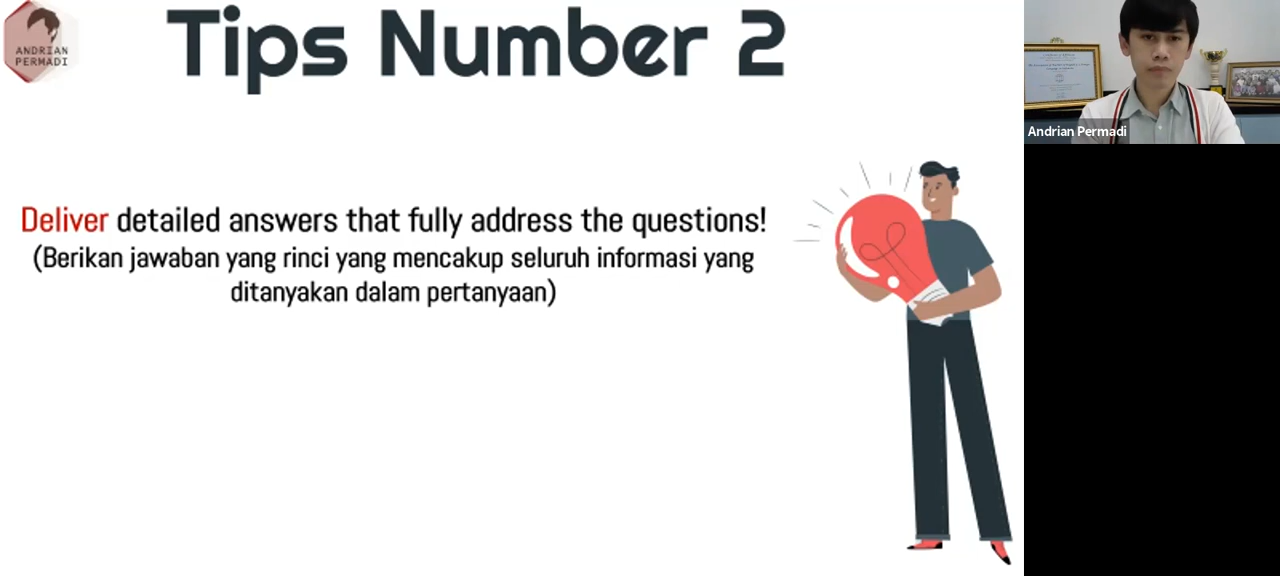 ANDRIAN
PERMADI
Tips Number 2
Deliver detailed answers that fully address the questions!
(Berikan jawaban yang rinci yang mencakup seluruh informasi yang
ditanyakan dalam pertanyaan)
Andrian Permadi